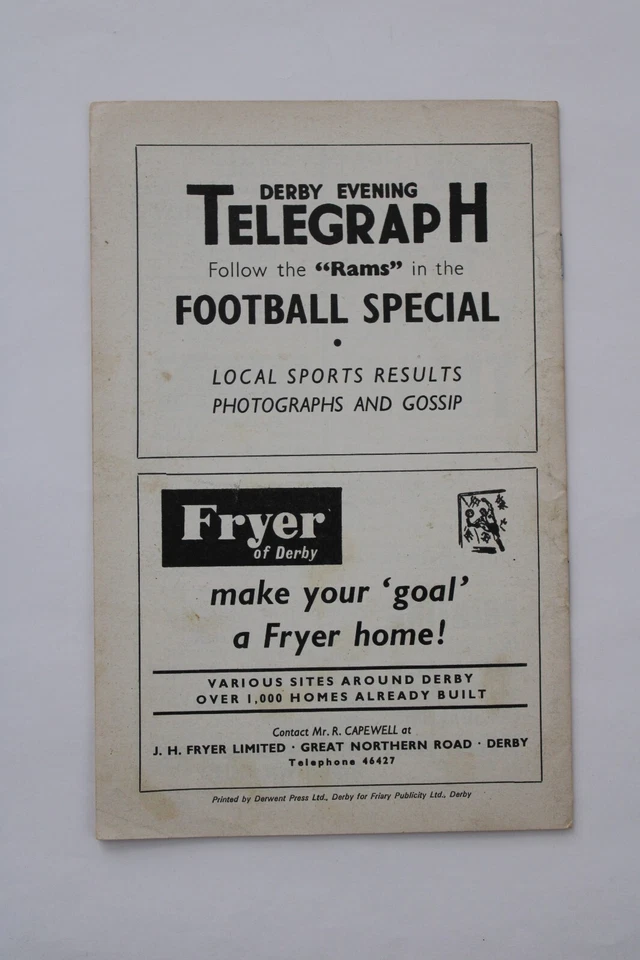 DERBY EVENING
TELEGRAPH
Follow the “Rams” in the
FOOTBALL SPECIAL
•
LOCAL SPORTS RESULTS
PHOTOGRAPHS AND GOSSIP
Fryer
of Derby
make your ‘goal’
a Fryer home!
VARIOUS SITES AROUND DERBY
OVER 1,000 HOMES ALREADY BUILT
Contact Mr. R. CAPEWELL at
J. H. FRYER LIMITED · GREAT NORTHERN ROAD · DERBY
Telephone 46427
Printed by Derwent Press Ltd., Derby for Friary Publicity Ltd., Derby